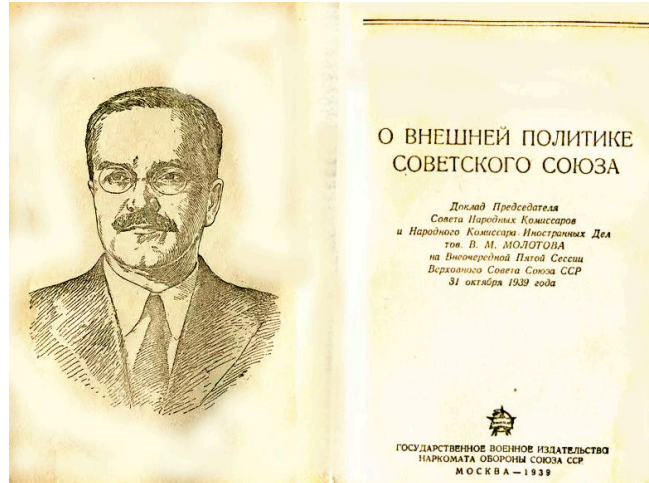 О ВНЕШНЕЙ ПОЛИТИКЕ
СОВЕТСКОГО СОЮЗА
Доклад Председателя
Совета Народных Комиссаров
и Народного Комиссара Иностранных Дел
тов. В. М. МОЛОТОВА
на Внеочередной Пятой Сессии
Верховного Совета Союза ССР
31 октября 1939 года
ГОСУДАРСТВЕННОЕ ВОЕННОЕ ИЗДАТЕЛЬСТВО
НАРКОМАТА ОБОРОНЫ СОЮЗА ССР
МОСКВА — 1939